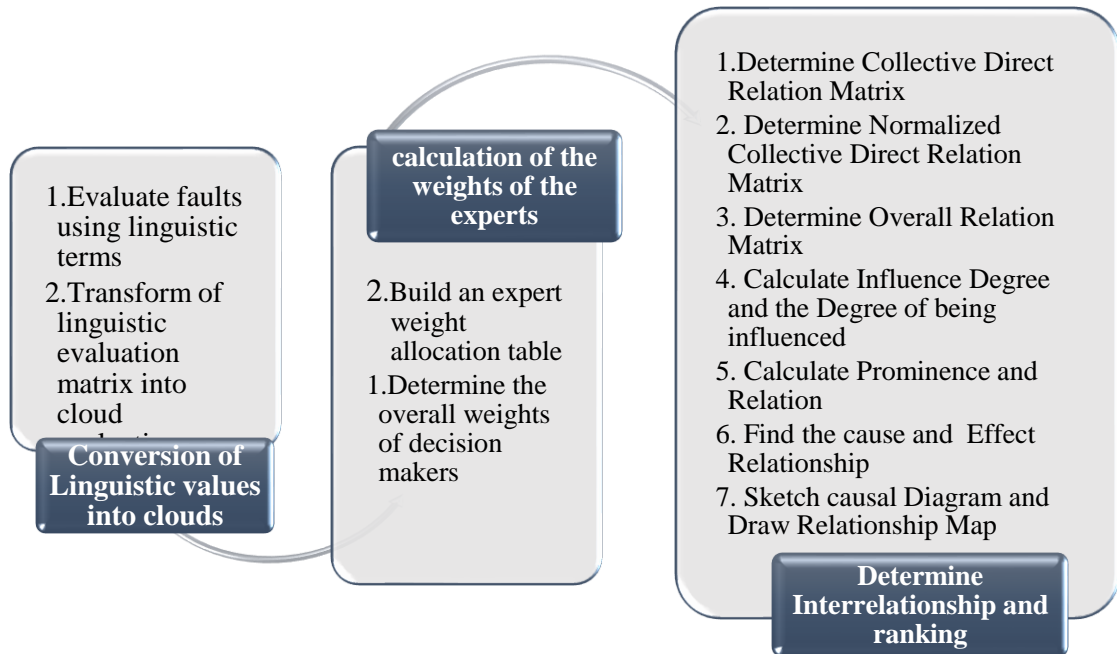 1.Evaluate faults
using linguistic
terms
2.Transform of
linguistic
evaluation
matrix into
cloud
Conversion of
Linguistic values
into clouds
calculation of the
weights of the
experts
2.Build an expert
weight
allocation table
1.Determine the
overall weights
of decision
makers
1.Determine Collective Direct
Relation Matrix
2. Determine Normalized
Collective Direct Relation
Matrix
3. Determine Overall Relation
Matrix
4. Calculate Influence Degree
and the Degree of being
influenced
5. Calculate Prominence and
Relation
6. Find the cause and Effect
Relationship
7. Sketch causal Diagram and
Draw Relationship Map
Determine
Interrelationship and
ranking